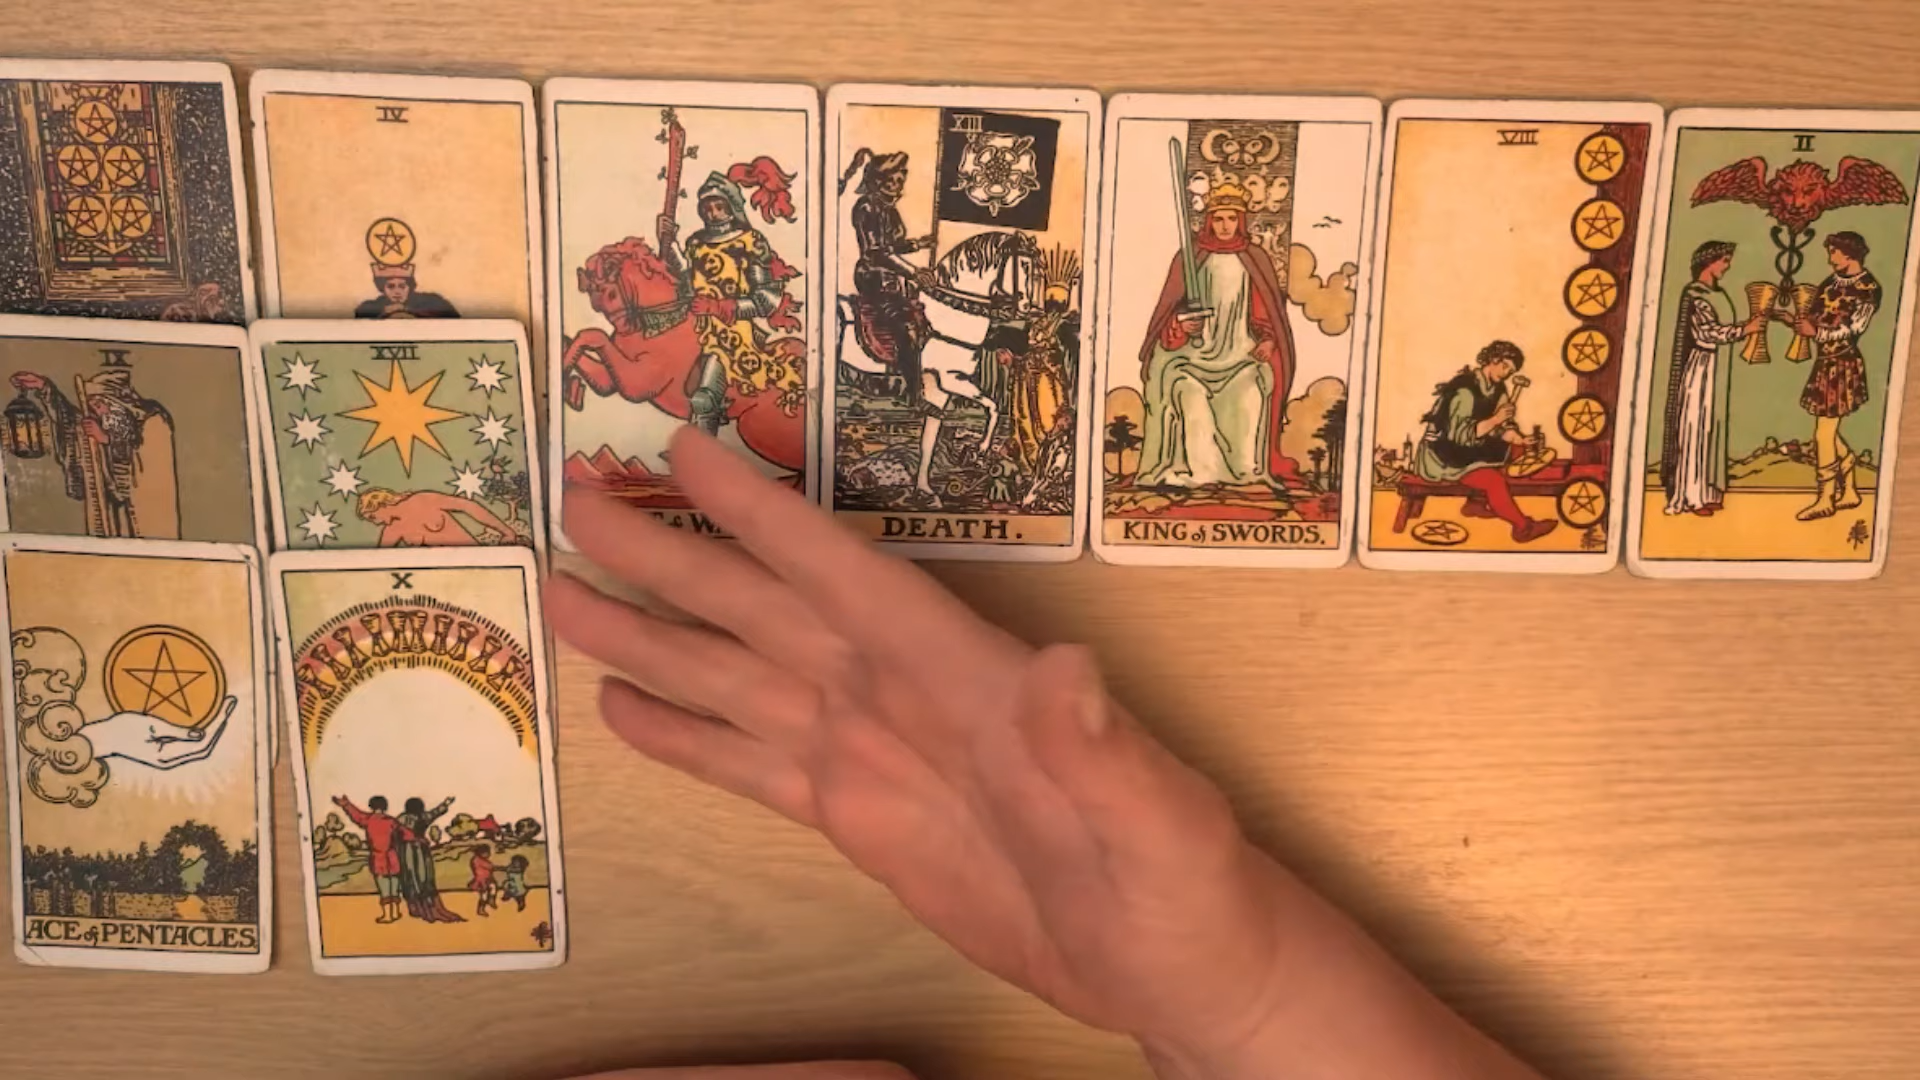 IV
XIII
VIII
II
DEATH.
KING of SWORDS.
IX
XVII
X
ACE of PENTACLES.